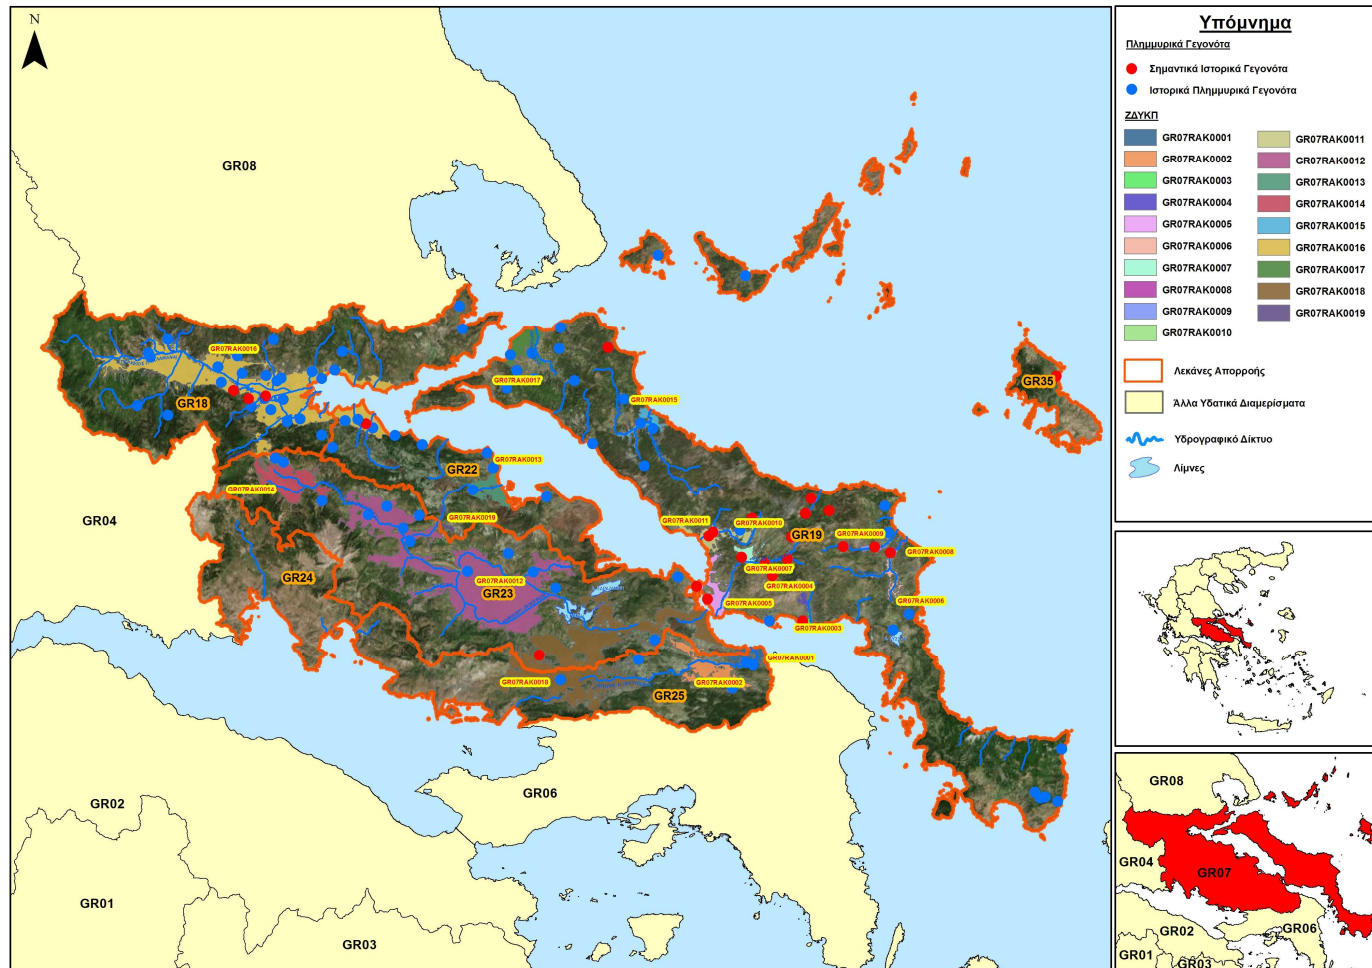 N
GR08
GR07RAK0016
GR07RAK0017
GR35
GR18
GR07RAK0015
GR22
GR07RAK0013
GR07RAK0014
GR04
GR07RAK0019
GR07RAK0011
GR07RAK0010
GR19
GR07RAK0009
GR07RAK0008
GR24
GR07RAK0007
GR07RAK0012
GR07RAK0004
GR23
GR07RAK0005
GR07RAK0006
GR07RAK0003
GR07RAK0001
GR07RAK0018
GR07RAK0002
GR25
GR06
GR02
GR01
GR03
Υπόμνημα
Πλημμυρικά Γεγονότα
Σημαντικά Ιστορικά Γεγονότα
Ιστορικά Πλημμυρικά Γεγονότα
ΖΔΥΚΠ
GR07RAK0001
GR07RAK0002
GR07RAK0003
GR07RAK0004
GR07RAK0005
GR07RAK0006
GR07RAK0007
GR07RAK0008
GR07RAK0009
GR07RAK0010
GR07RAK0011
GR07RAK0012
GR07RAK0013
GR07RAK0014
GR07RAK0015
GR07RAK0016
GR07RAK0017
GR07RAK0018
GR07RAK0019
Λεκάνες Απορροής
Άλλα Υδατικά Διαμερίσματα
Υδρογραφικό Δίκτυο
Λίμνες
GR08
GR04
GR07
GR02
GR06
GR01
GR03